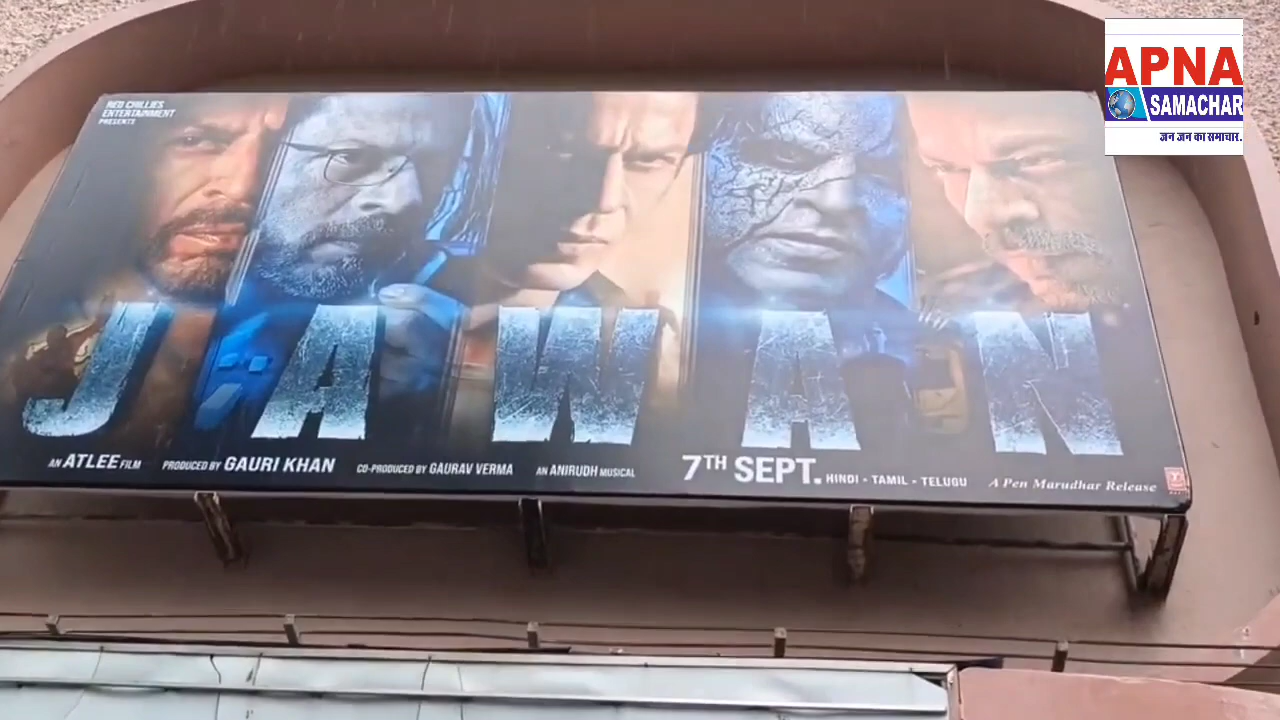 RED CHILLIES
ENTERTAINMENT
PRESENTS
APNA
SAMACHAR
जन जन का समाचार.
JAWAN
AN ATLEE FILM PRODUCED BY GAURI KHAN CO-PRODUCED BY GAURAV VERMA AN ANIRUDH MUSICAL 7TH SEPT. HINDI - TAMIL - TELUGU A Pen Marudhar Release